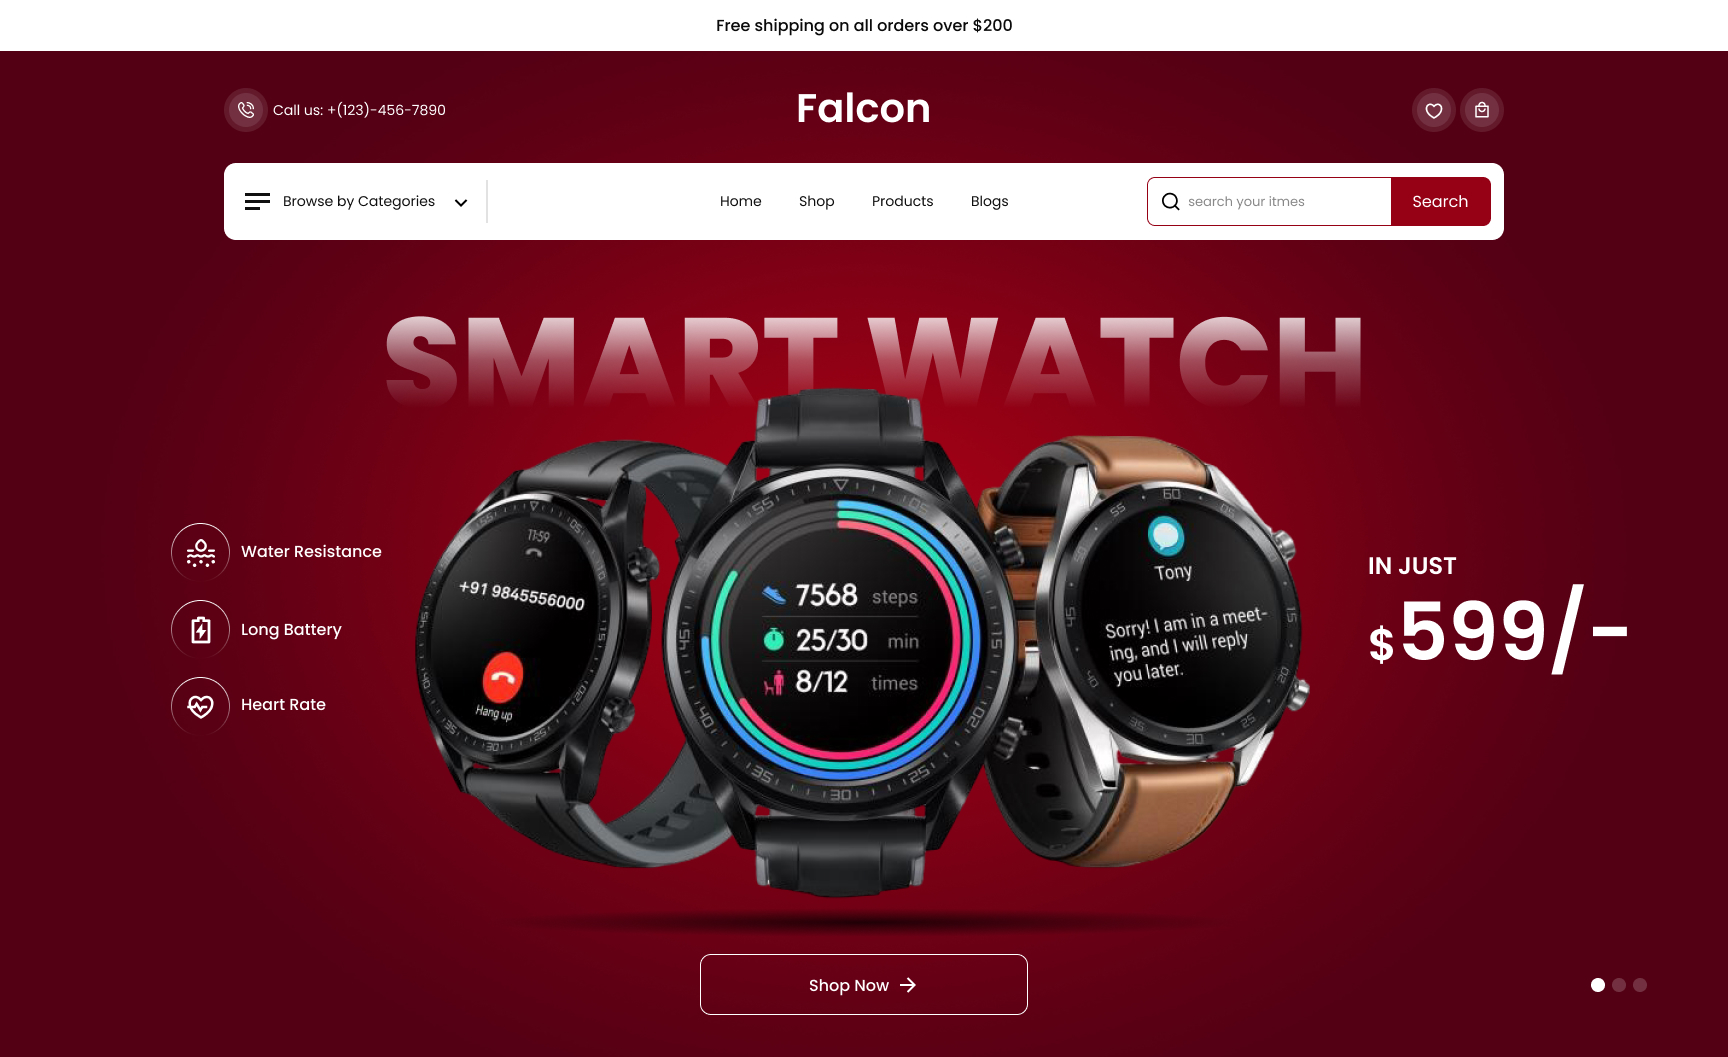 Free shipping on all orders over $200
Call us: +(123)-456-7890
Falcon
Browse by Categories
Home Shop Products Blogs
search your itmes
Search
SMART WATCH
Water Resistance
Long Battery
Heart Rate
11:59
+91 9845556000
Hang up
7568 steps
25/30 min
8/12 times
Tony
Sorry! I am in a meet-
ing, and I will reply
you later.
IN JUST
$599/-
Shop Now